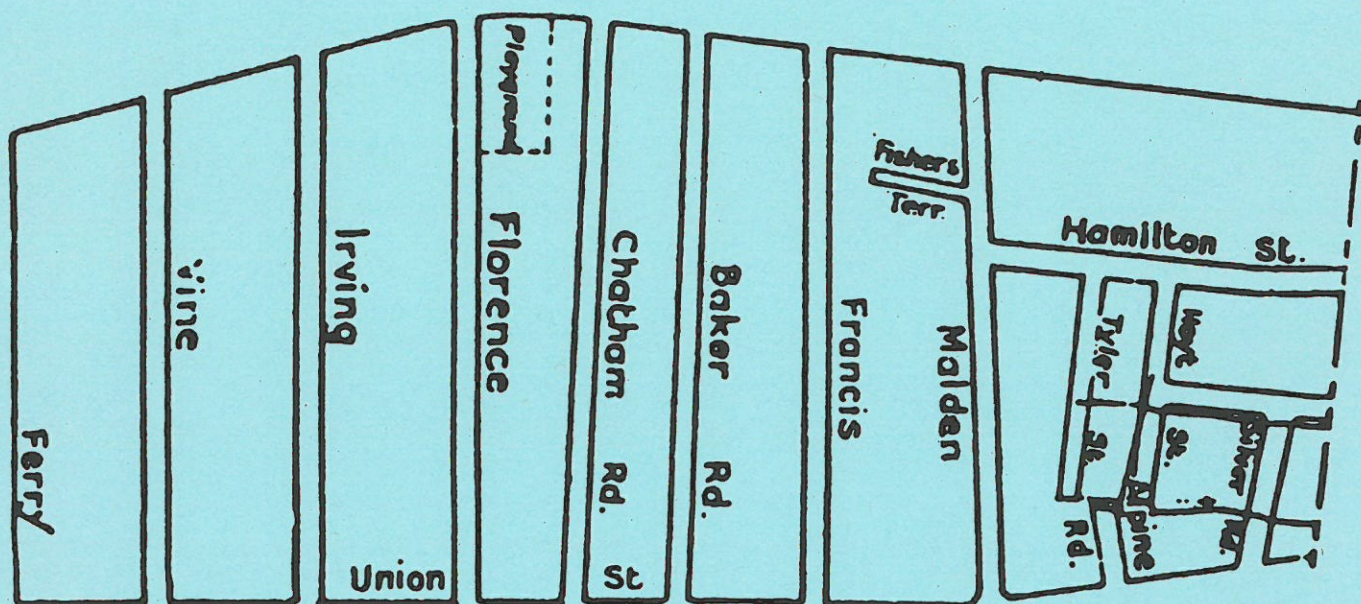 Playground
Fishers
Terr.
Hamilton St.
Ferry
Vine
Irving
Florence
Chatham Rd.
Baker Rd.
Francis
Malden
Rd.
Tyler St.
Hoyt
St.
Alpine
Rd.
Union St